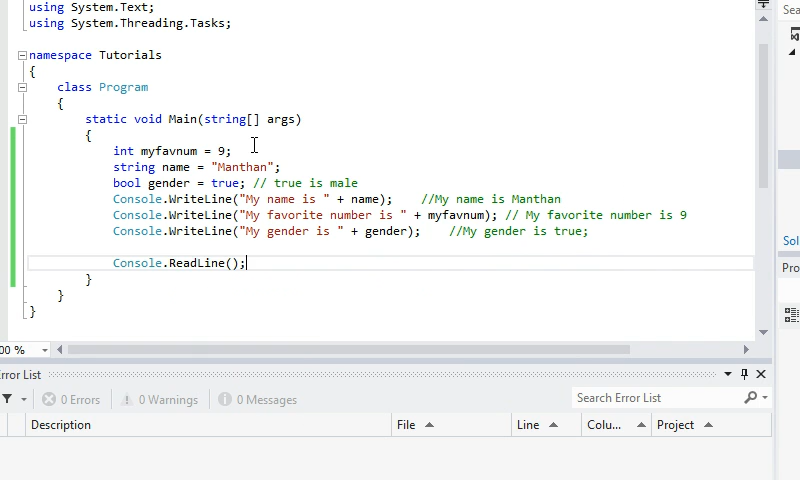 using System.Text;
using System.Threading.Tasks;
Sea
namespace Tutorials
{
class Program
{
static void Main(string[] args)
{
int myfavnum = 9;
string name = "Manthan";
bool gender = true; // true is male
Console.WriteLine("My name is " + name);    //My name is Manthan
Console.WriteLine("My favorite number is " + myfavnum); // My favorite number is 9
Console.WriteLine("My gender is " + gender);    //My gender is true;
Sol
Console.ReadLine();
Pro
}
}
}
00 %
rror List
0 Errors 0 Warnings 0 Messages Search Error List
Description File Line Colu... Project